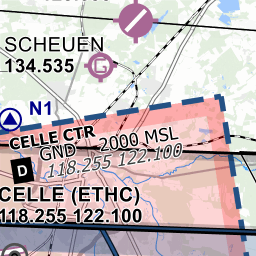 SCHEUEN
134.535
G
N1
CELLE CTR
GND 2000 MSL
118.255 122.100
D
CELLE (ETHC)
118.255 122.100